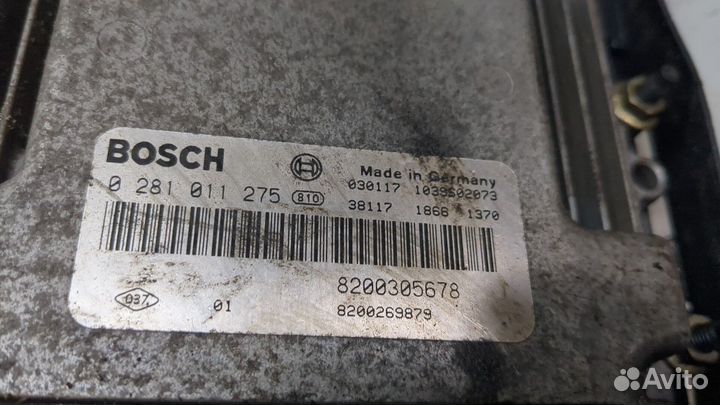 BOSCH
Made in Germany
0 281 011 275 810
030117 1039S02073
38117 1866 1370
8200305678
037 01
8200269879
Avito